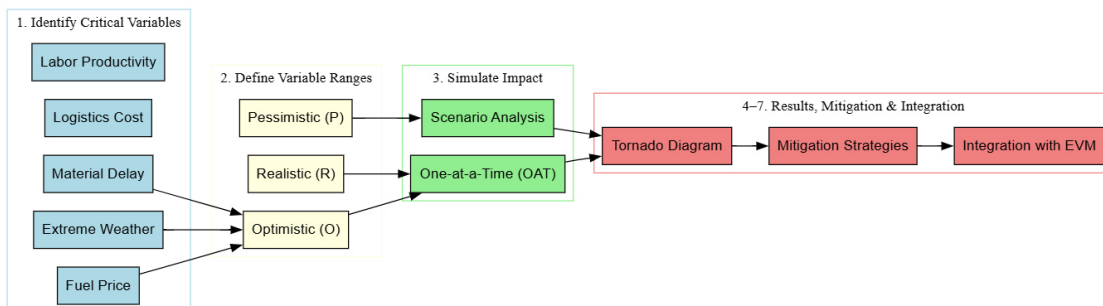 1. Identify Critical Variables
Labor Productivity
Logistics Cost
Material Delay
Extreme Weather
Fuel Price
2. Define Variable Ranges
Pessimistic (P)
Realistic (R)
Optimistic (O)
3. Simulate Impact
Scenario Analysis
One-at-a-Time (OAT)
4–7. Results, Mitigation & Integration
Tornado Diagram
Mitigation Strategies
Integration with EVM